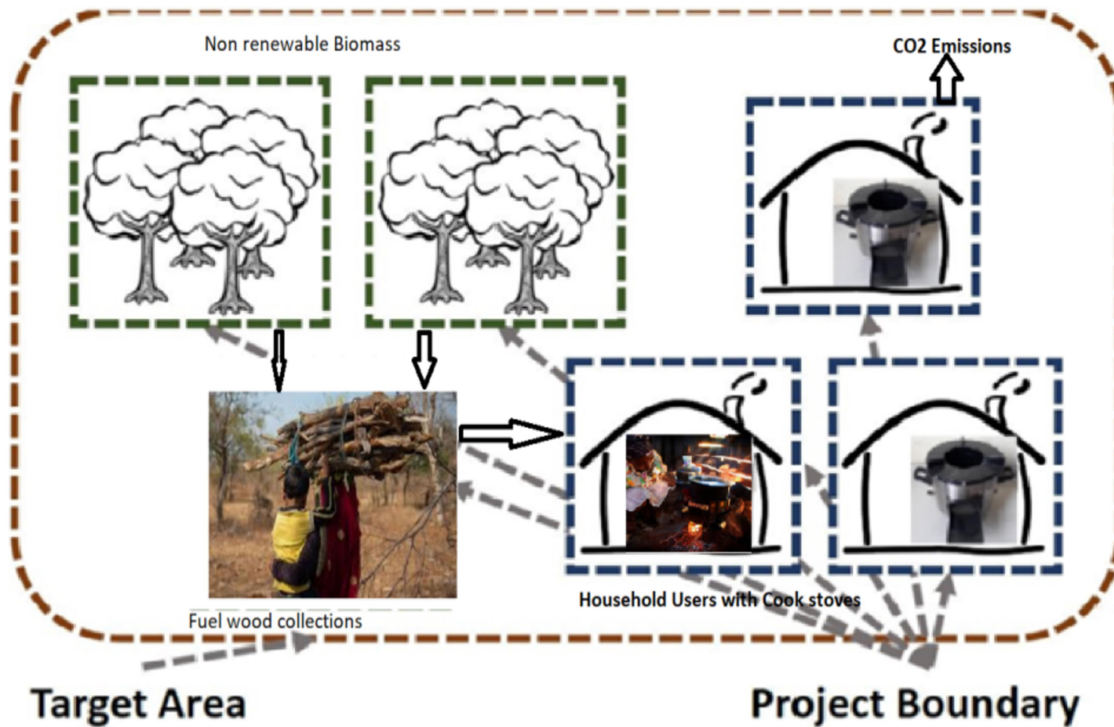 Non renewable Biomass
CO2 Emissions
Household Users with Cook stoves
Fuel wood collections
Target Area
Project Boundary